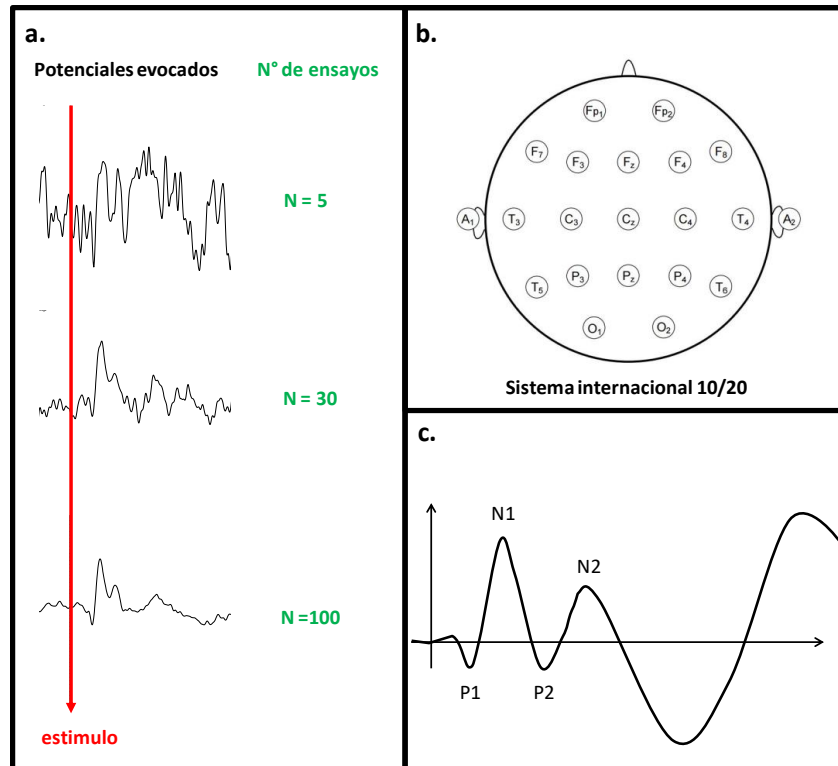 a.
Potenciales evocados N° de ensayos
N = 5
N = 30
N =100
estimulo
b.
Fp1 Fp2
F7 F3 Fz F4 F8
A1 T3 C3 Cz C4 T4 A2
T5 P3 Pz P4 T6
O1 O2
Sistema internacional 10/20
c.
N1
N2
P1 P2